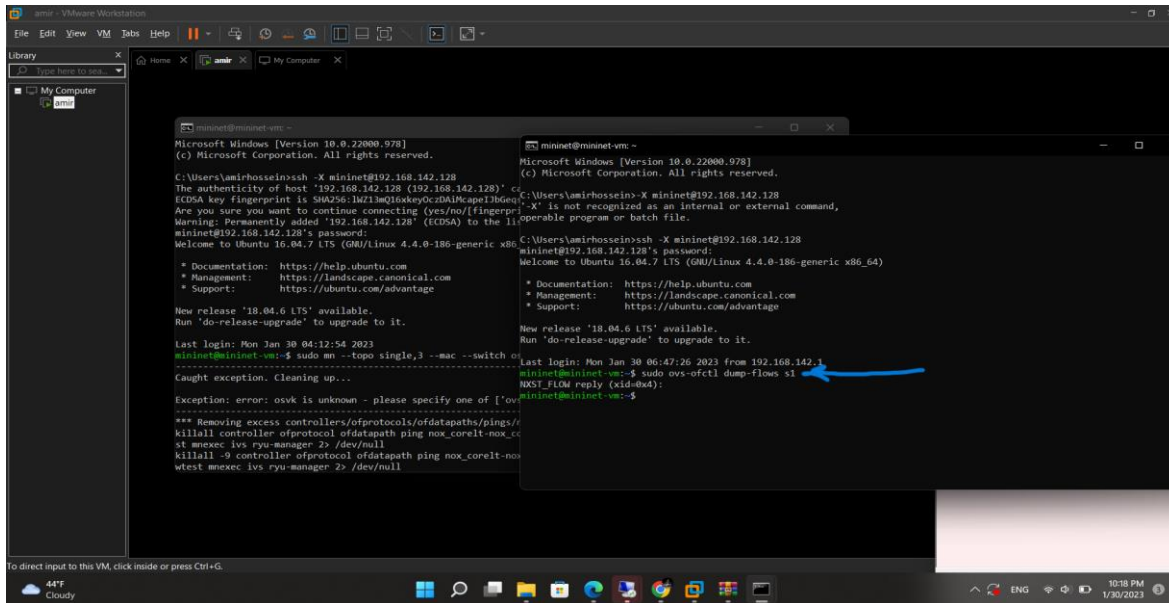 amir - VMware Workstation
File Edit View VM Tabs Help
Library
Type here to sea...
My Computer
amir
Home
amir
My Computer
mininet@mininet-vm: ~
Microsoft Windows [Version 10.0.22000.978]
(c) Microsoft Corporation. All rights reserved.
C:\Users\amirhossein>ssh -X mininet@192.168.142.128
The authenticity of host '192.168.142.128 (192.168.142.128)' ca
ECDSA key fingerprint is
Are you sure you want to continue connecting (yes/no/[fingerpri
Warning: Permanently added '192.168.142.128' (ECDSA) to the lis
mininet@192.168.142.128's password:
Welcome to Ubuntu 16.04.7 LTS (GNU/Linux 4.4.0-186-generic x86_
* Documentation: https://help.ubuntu.com
* Management: https://landscape.canonical.com
* Support: https://ubuntu.com/advantage
New release '18.04.6 LTS' available.
Run 'do-release-upgrade' to upgrade to it.
Last login: Mon Jan 30 04:12:54 2023
mininet@mininet-vm:~$ sudo mn --topo single,3 --mac --switch os
Caught exception. Cleaning up...
Exception: error: osvk is unknown - please specify one of ['ovs
*** Removing excess controllers/ofprotocols/ofdatapaths/pings/n
killall controller ofprotocol ofdatapath ping nox_corelt-nox_co
st mnexec ivs ryu-manager 2> /dev/null
killall -9 controller ofprotocol ofdatapath ping nox_corelt-nox
wtest mnexec ivs ryu-manager 2> /dev/null
mininet@mininet-vm: ~
Microsoft Windows [Version 10.0.22000.978]
(c) Microsoft Corporation. All rights reserved.
C:\Users\amirhossein>-X mininet@192.168.142.128
'-X' is not recognized as an internal or external command,
operable program or batch file.
C:\Users\amirhossein>ssh -X mininet@192.168.142.128
mininet@192.168.142.128's password:
Welcome to Ubuntu 16.04.7 LTS (GNU/Linux 4.4.0-186-generic x86_64)
* Documentation: https://help.ubuntu.com
* Management: https://landscape.canonical.com
* Support: https://ubuntu.com/advantage
New release '18.04.6 LTS' available.
Run 'do-release-upgrade' to upgrade to it.
Last login: Mon Jan 30 06:47:26 2023 from 192.168.142.1
mininet@mininet-vm:~$ sudo ovs-ofctl dump-flows s1
NXST_FLOW reply (xid=0x4):
mininet@mininet-vm:~$
To direct input to this VM, click inside or press Ctrl+G.
44°F
Cloudy
ENG
10:18 PM
1/30/2023